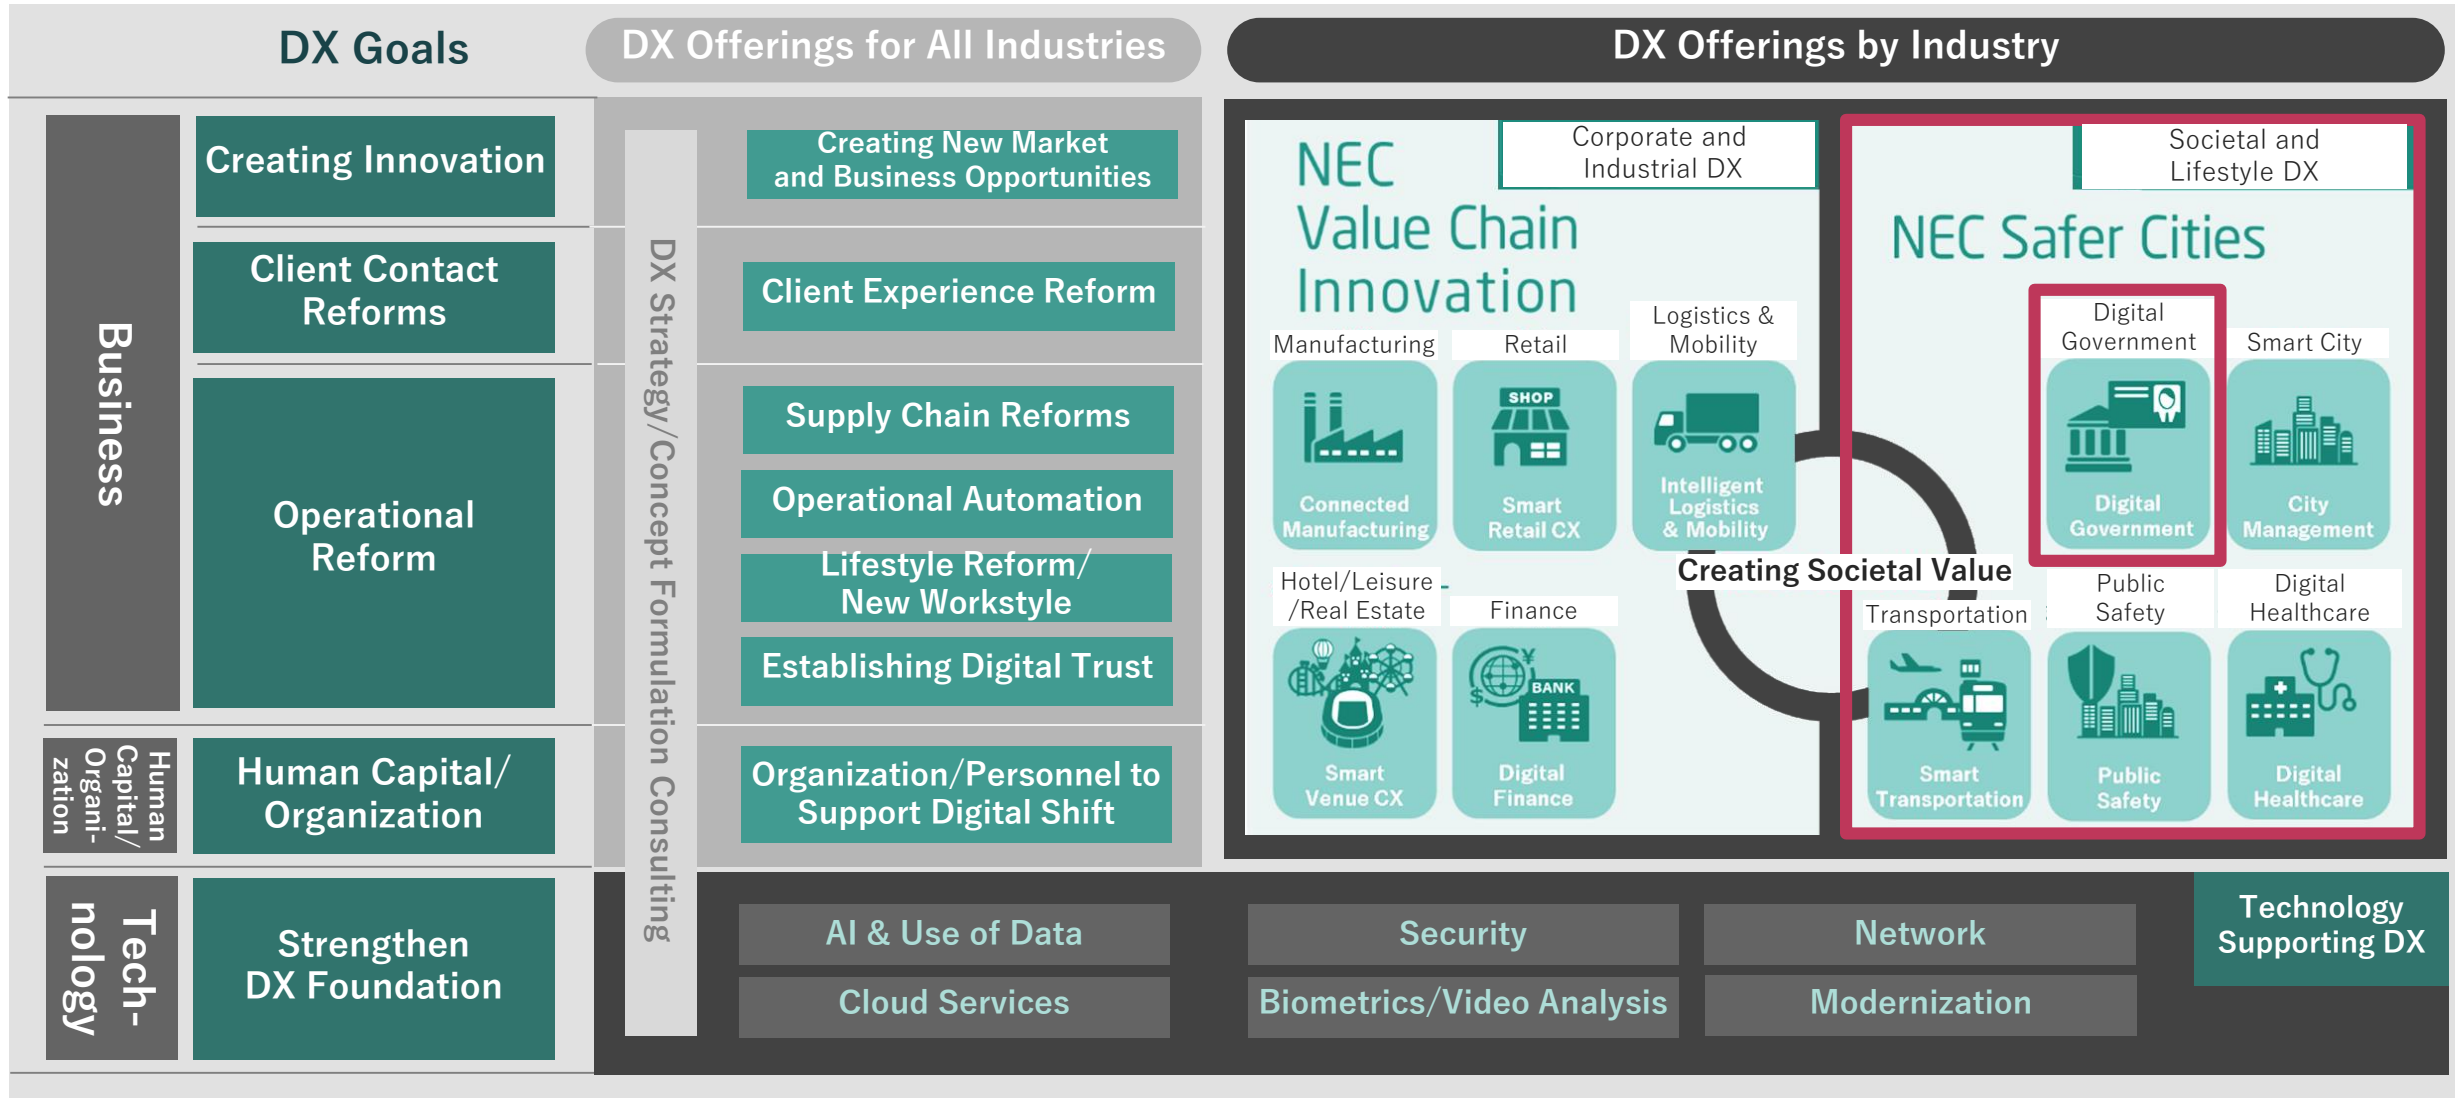 DX Goals
DX Offerings for All Industries
DX Offerings by Industry
Business
Creating Innovation
Client Contact
Reforms
Operational
Reform
Human
Capital/
Organi-
zation
Human Capital/
Organization
Tech-
nology
Strengthen
DX Foundation
DX Strategy/Concept Formulation Consulting
Creating New Market
and Business Opportunities
Client Experience Reform
Supply Chain Reforms
Operational Automation
Lifestyle Reform/
New Workstyle
Establishing Digital Trust
Organization/Personnel to
Support Digital Shift
Corporate and
Industrial DX
NEC
Value Chain
Innovation
Manufacturing
Connected
Manufacturing
Retail
SHOP
Smart
Retail CX
Logistics &
Mobility
Intelligent
Logistics
& Mobility
Hotel/Leisure
/Real Estate
Smart
Venue CX
Finance
¥
$
BANK
Digital
Finance
Creating Societal Value
Societal and
Lifestyle DX
NEC Safer Cities
Digital
Government
Digital
Government
Smart City
City
Management
Transportation
Smart
Transportation
Public
Safety
Public
Safety
Digital
Healthcare
Digital
Healthcare
AI & Use of Data
Security
Network
Cloud Services
Biometrics/Video Analysis
Modernization
Technology
Supporting DX